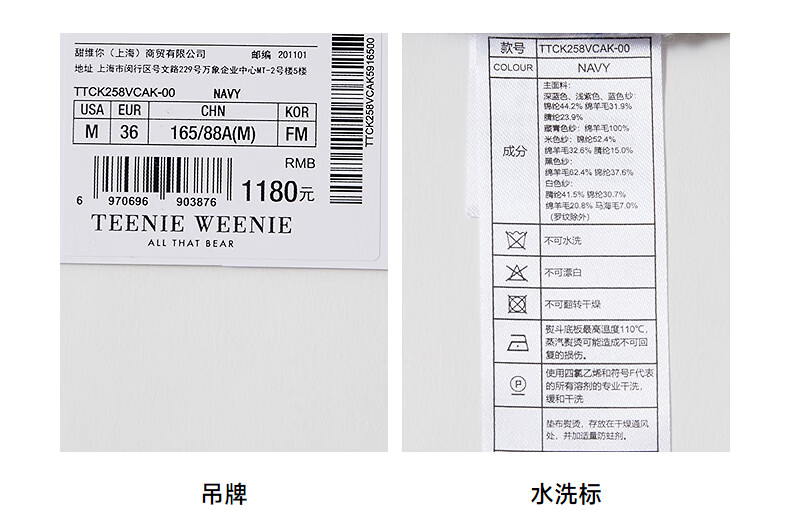 甜维你（上海）商贸有限公司 邮编 201101
地址 上海市闵行区号文路229号万象企业中心MT-2号楼5楼
TTCK258VCAK-00 NAVY
USA EUR CHN KOR
M 36 165/88A(M) FM
RMB
1180元
6 970696 903876
TEENIE WEENIE
ALL THAT BEAR
TTCK258VCAK5916500
吊牌
款号 TTCK258VCAK-00
COLOUR NAVY
成分
主面料:
深蓝色、浅紫色、蓝色纱:
锦纶44.2% 绵羊毛31.9%
腈纶23.9%
藏青色纱: 绵羊毛100%
米色纱: 锦纶52.4%
绵羊毛32.6% 腈纶15.0%
黑色纱:
绵羊毛62.4% 锦纶37.6%
白色纱:
腈纶41.5% 锦纶30.7%
绵羊毛20.8% 马海毛7.0%
（罗纹除外）
不可水洗
不可漂白
不可翻转干燥
熨斗底板最高温度110℃,
蒸汽熨烫可能造成不可回
复的损伤。
P
使用四氯乙烯和符号F代表
的所有溶剂的专业干洗,
缓和干洗
垫布熨烫，存放在干燥通风
处，并加适量防蛀剂。
水洗标